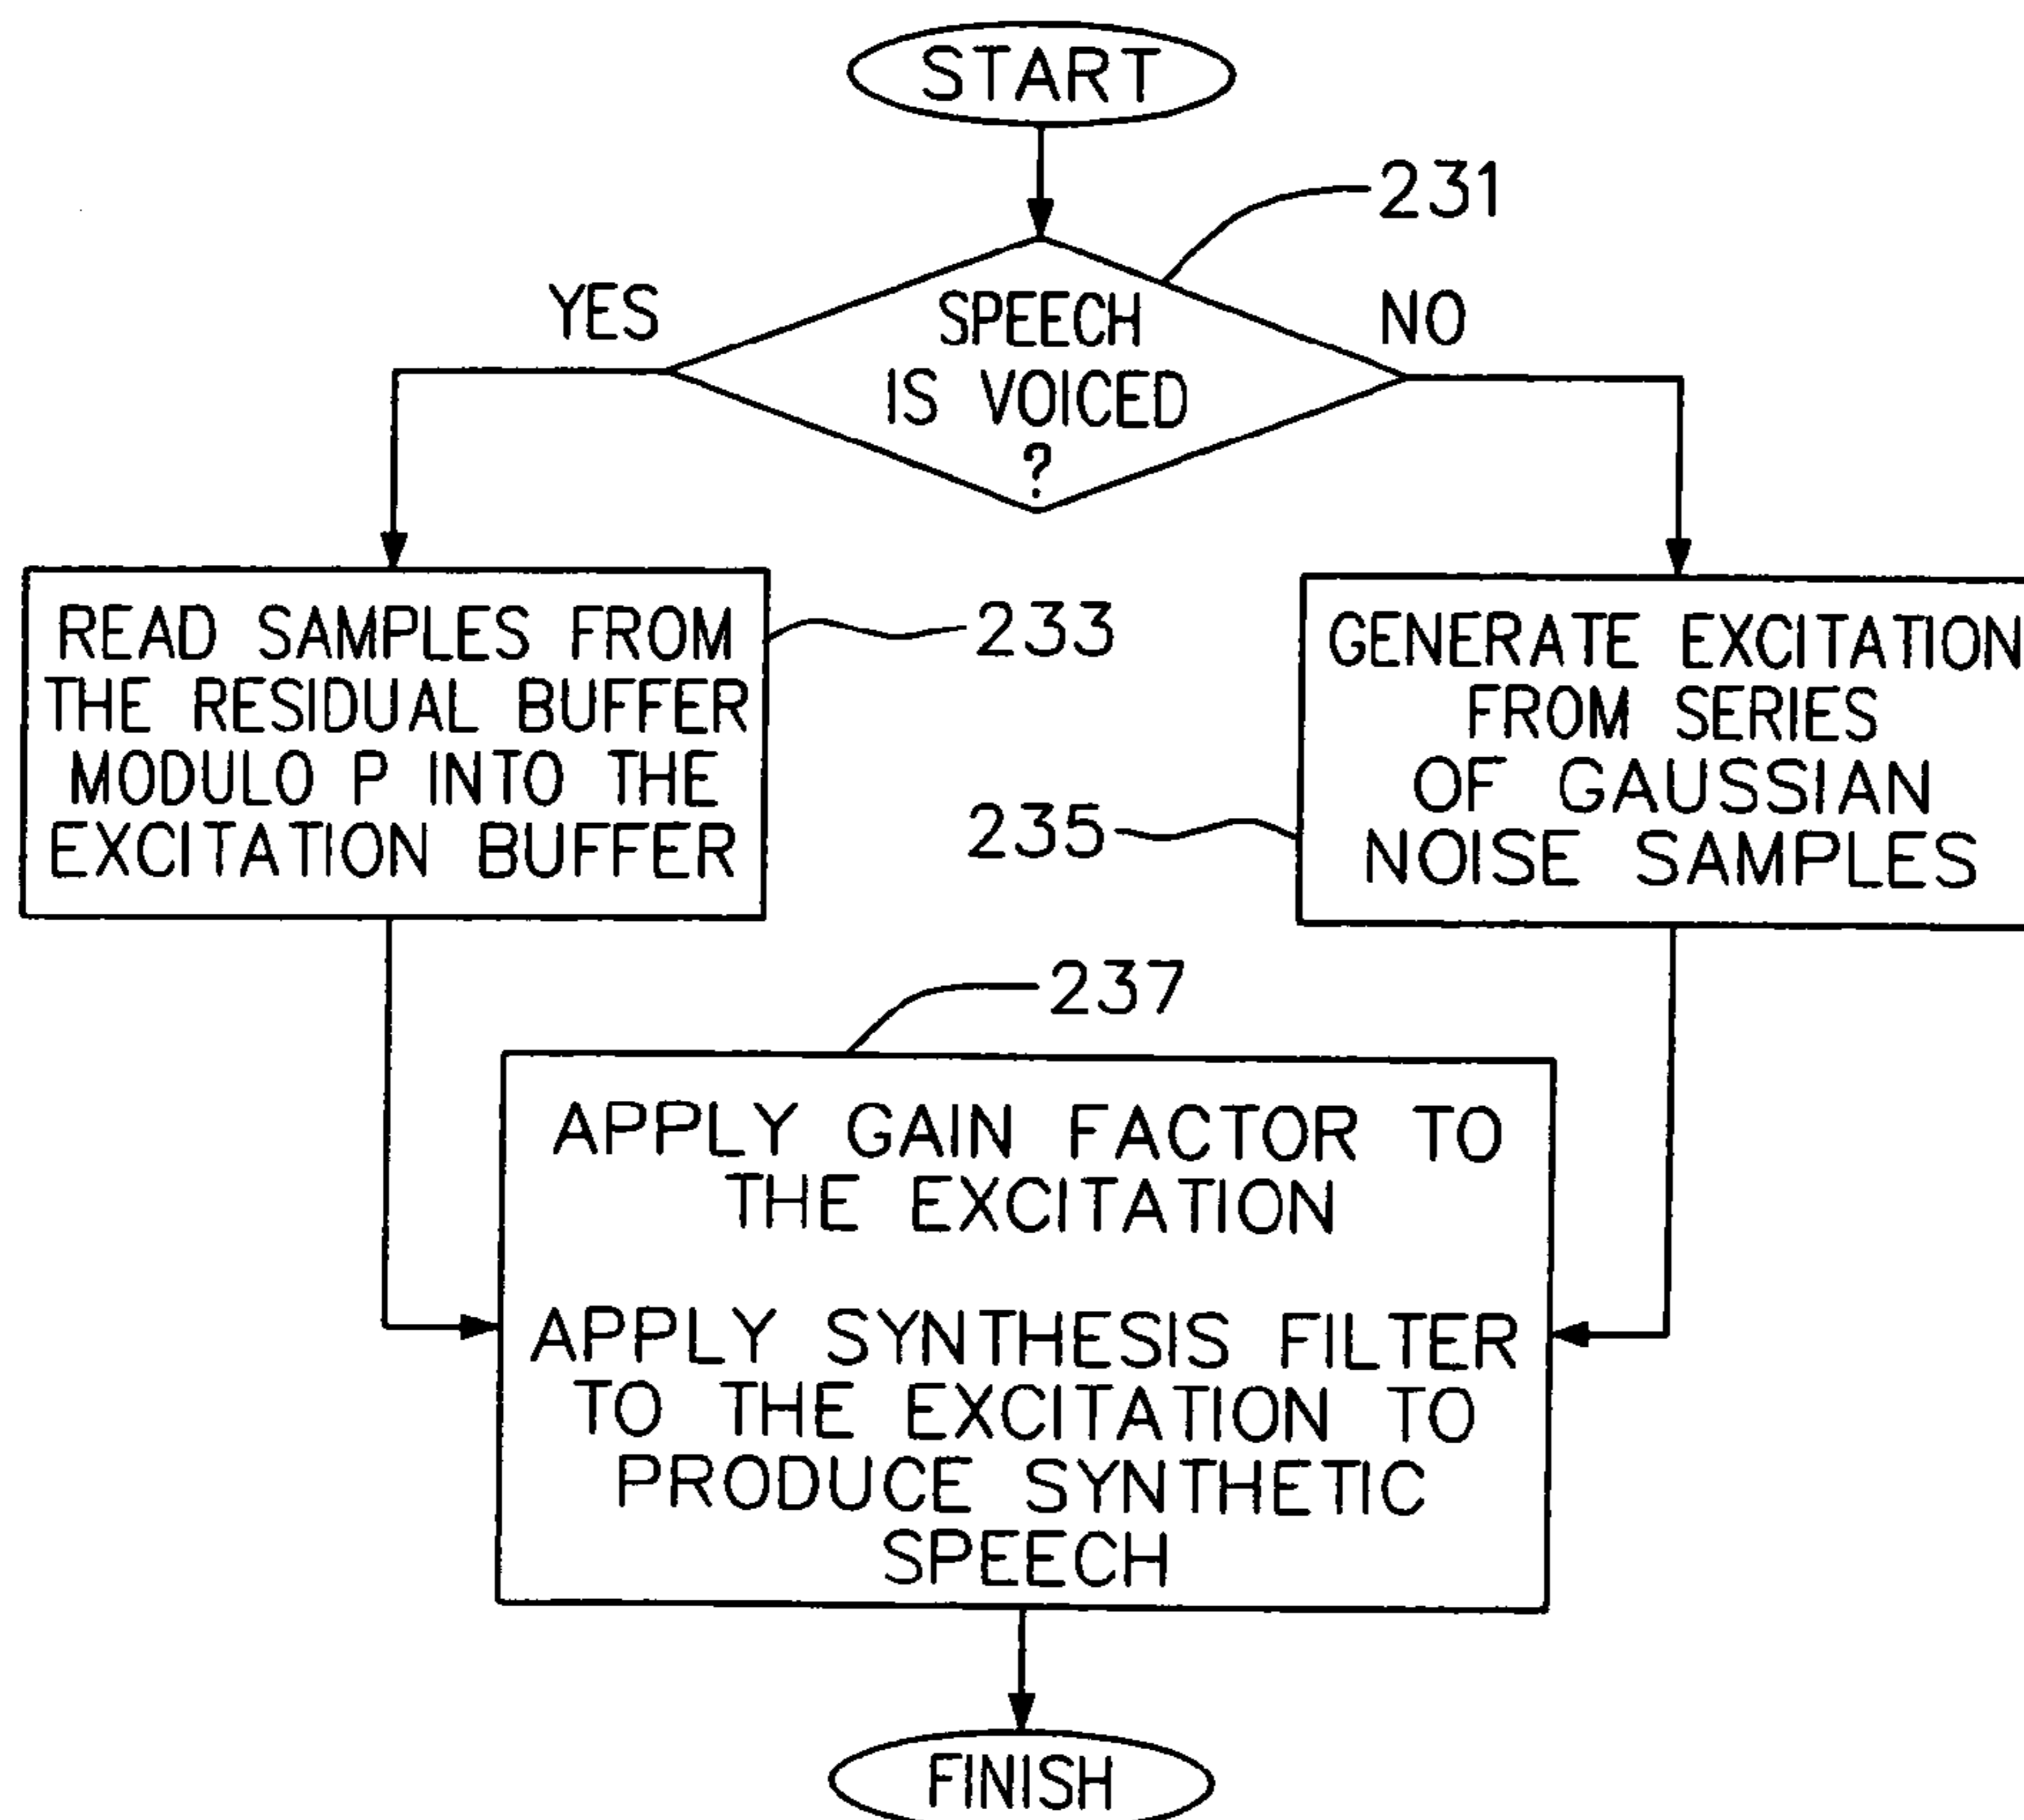 START
231
YES
SPEECH
IS VOICED
?
NO
READ SAMPLES FROM
THE RESIDUAL BUFFER
MODULO P INTO THE
EXCITATION BUFFER
233
GENERATE EXCITATION
FROM SERIES
OF GAUSSIAN
NOISE SAMPLES
235
237
APPLY GAIN FACTOR TO
THE EXCITATION
APPLY SYNTHESIS FILTER
TO THE EXCITATION TO
PRODUCE SYNTHETIC
SPEECH
FINISH